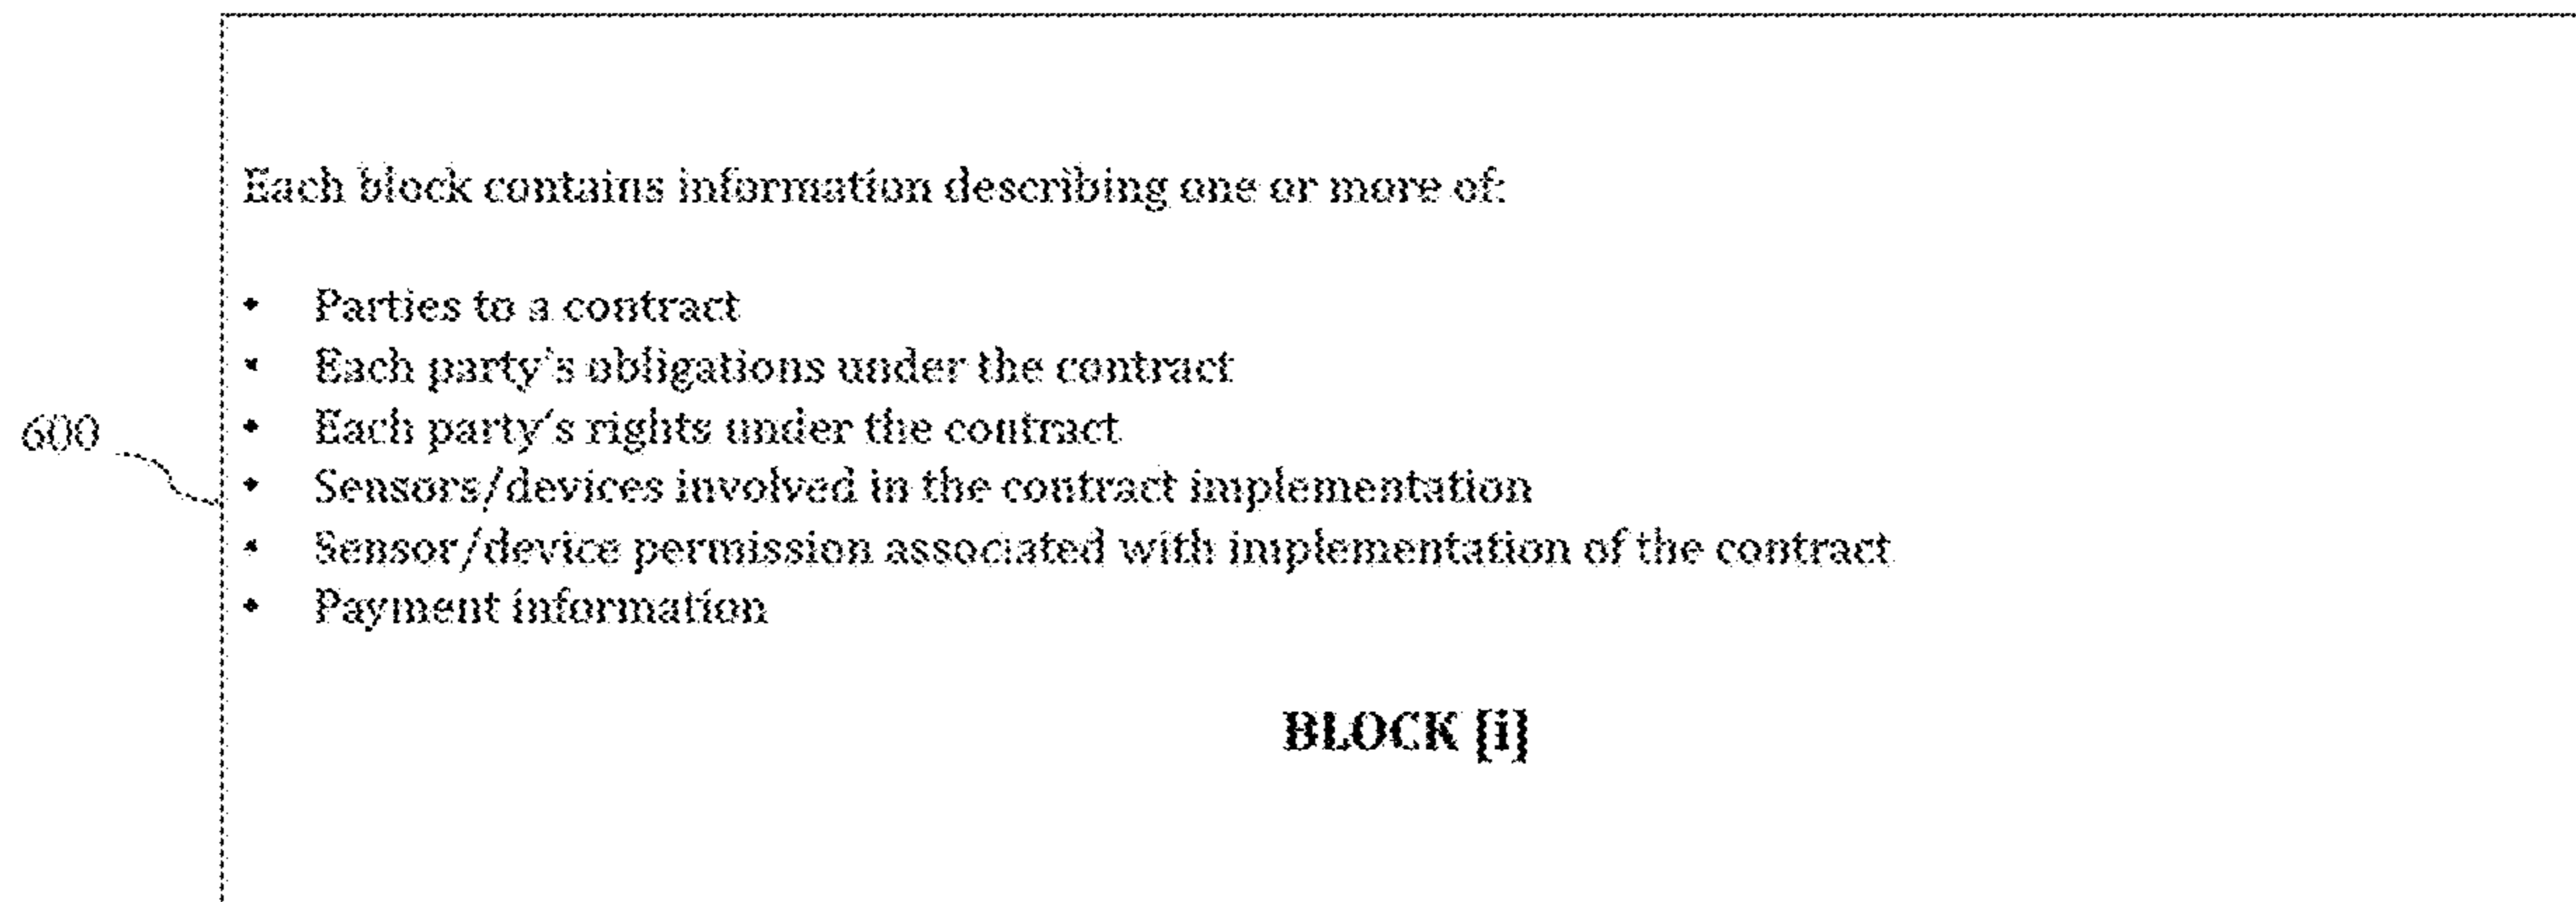 Each block contains information describing one or more of:
• Parties to a contract
• Each party's obligations under the contract
• Each party's rights under the contract
600
• Sensors/devices involved in the contract implementation
• Sensor/device permission associated with implementation of the contract
• Payment information
BLOCK [i]